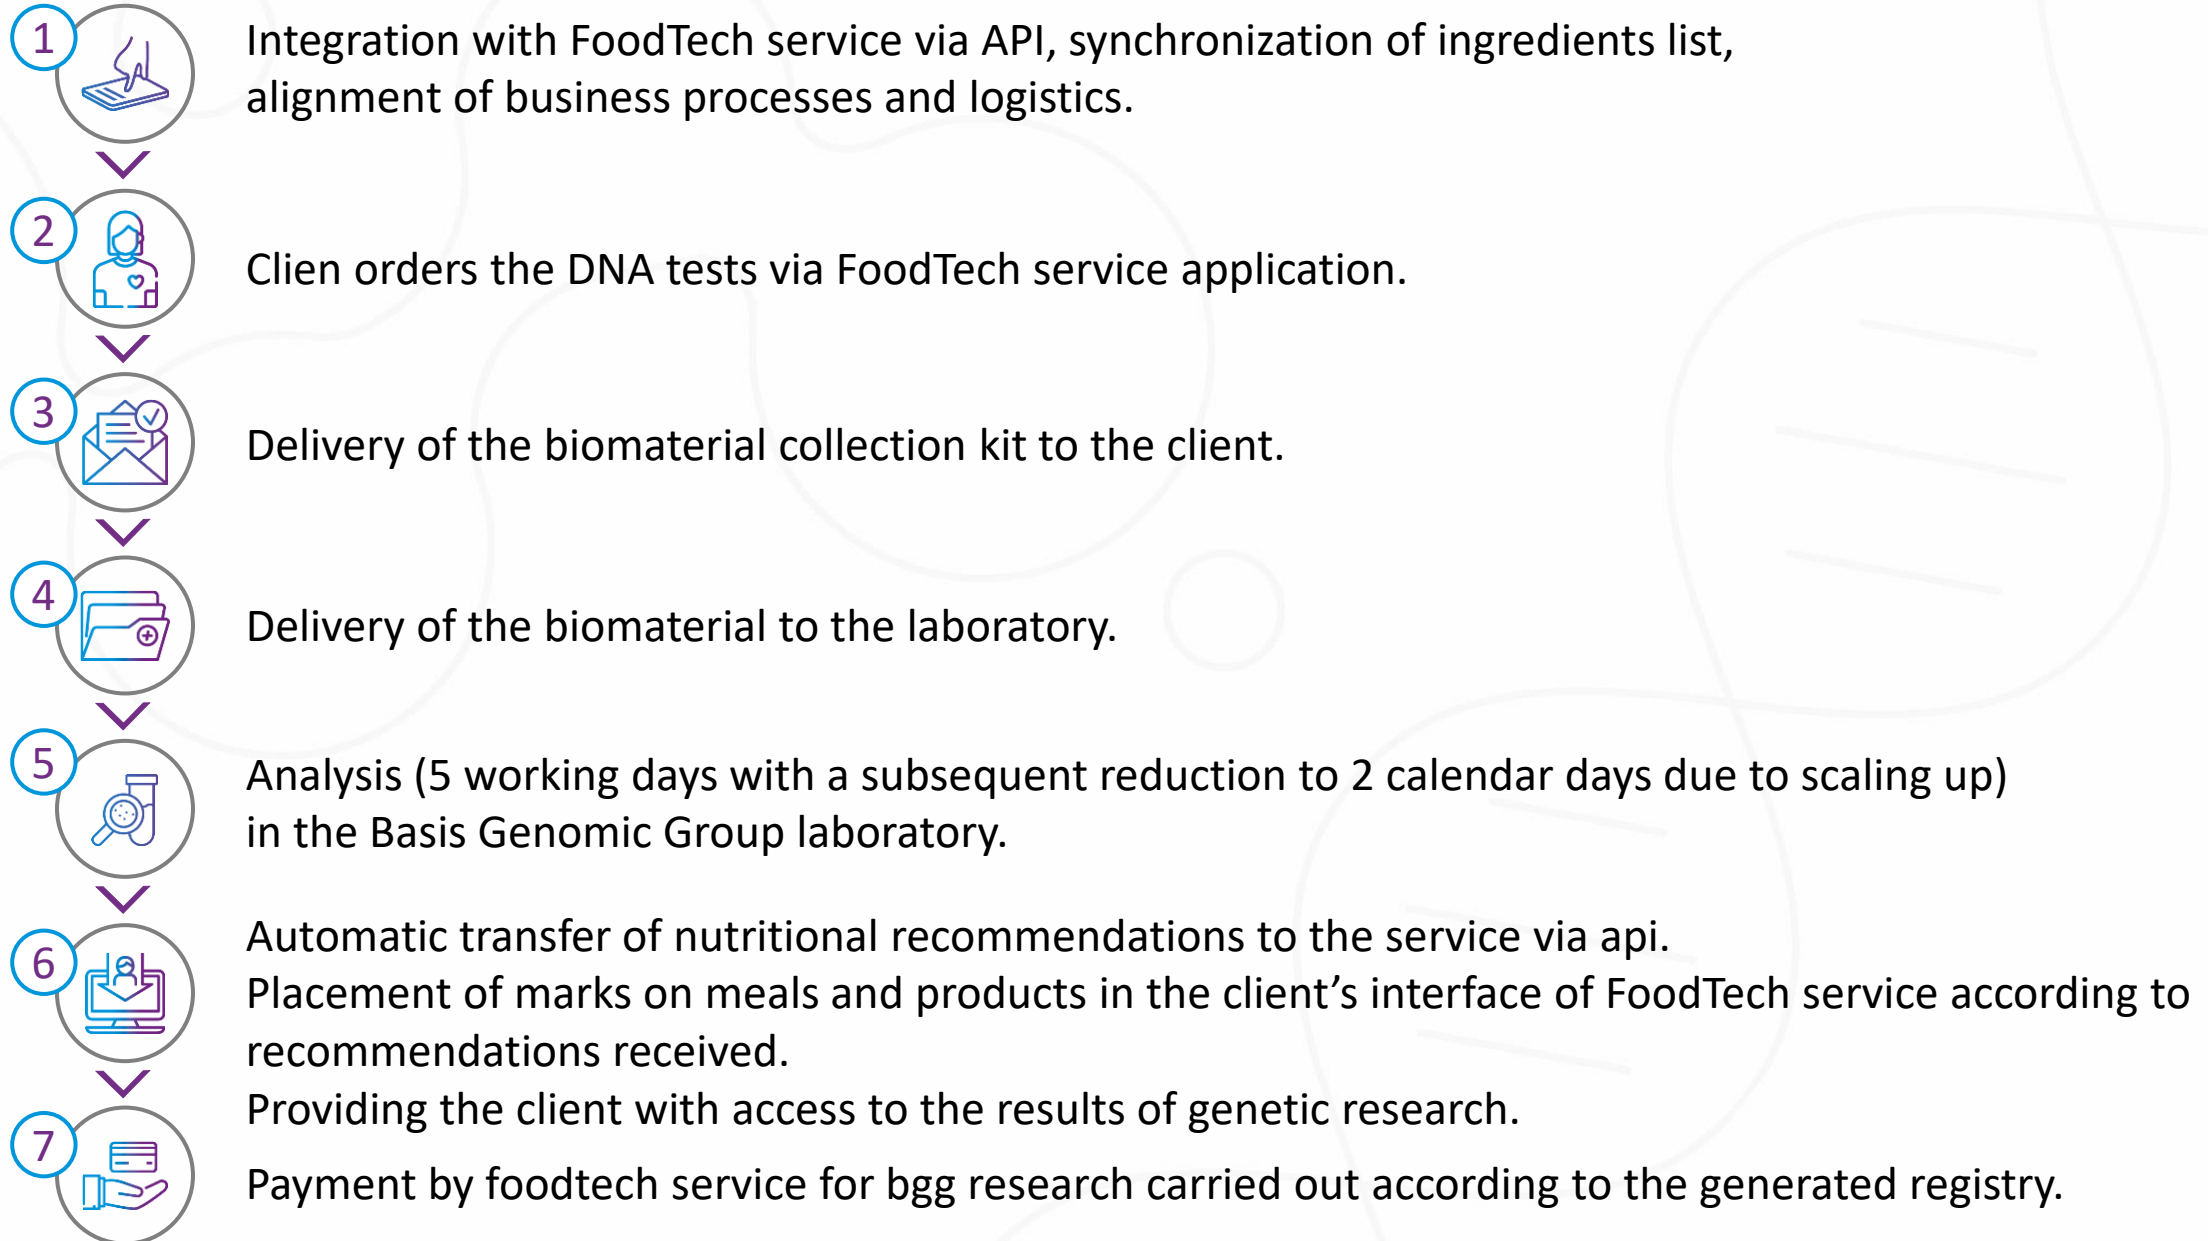 1
Integration with FoodTech service via API, synchronization of ingredients list,
alignment of business processes and logistics.
2
Clien orders the DNA tests via FoodTech service application.
3
Delivery of the biomaterial collection kit to the client.
4
Delivery of the biomaterial to the laboratory.
5
Analysis (5 working days with a subsequent reduction to 2 calendar days due to scaling up)
in the Basis Genomic Group laboratory.
6
Automatic transfer of nutritional recommendations to the service via api.
Placement of marks on meals and products in the client’s interface of FoodTech service according to
recommendations received.
Providing the client with access to the results of genetic research.
7
Payment by foodtech service for bgg research carried out according to the generated registry.